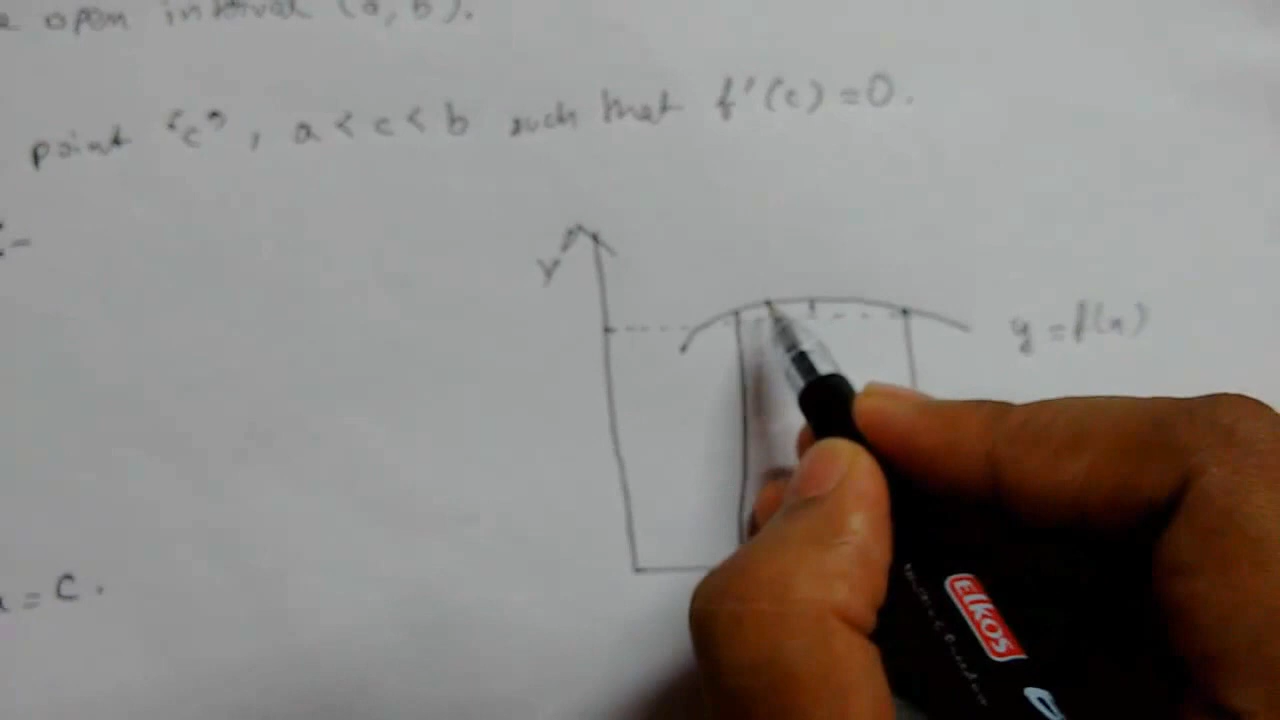 open interval (a, b).
point "c", a < c < b such that f'(c) = 0.
Y
y = f(x)
= c.
ELKOS